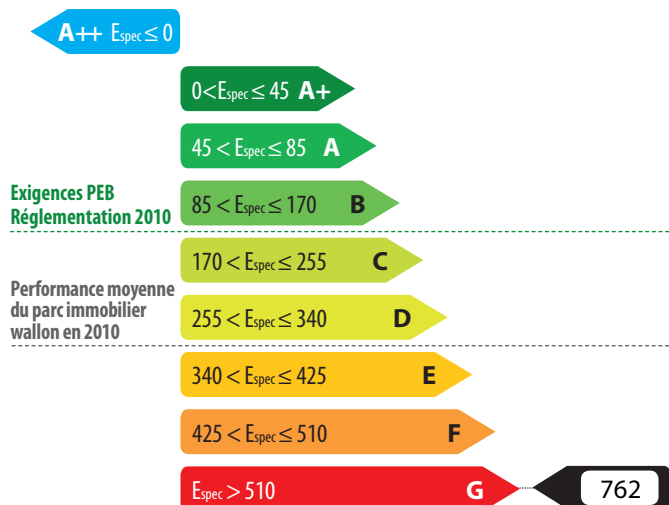 A++ Espec ≤ 0
0<Espec ≤ 45 A+
45 < Espec ≤ 85 A
Exigences PEB
Réglementation 2010
85 < Espec ≤ 170 B
170 < Espec ≤ 255 C
Performance moyenne
du parc immobilier
wallon en 2010
255 < Espec ≤ 340 D
340 < Espec ≤ 425 E
425 < Espec ≤ 510 F
Espec > 510 G 762